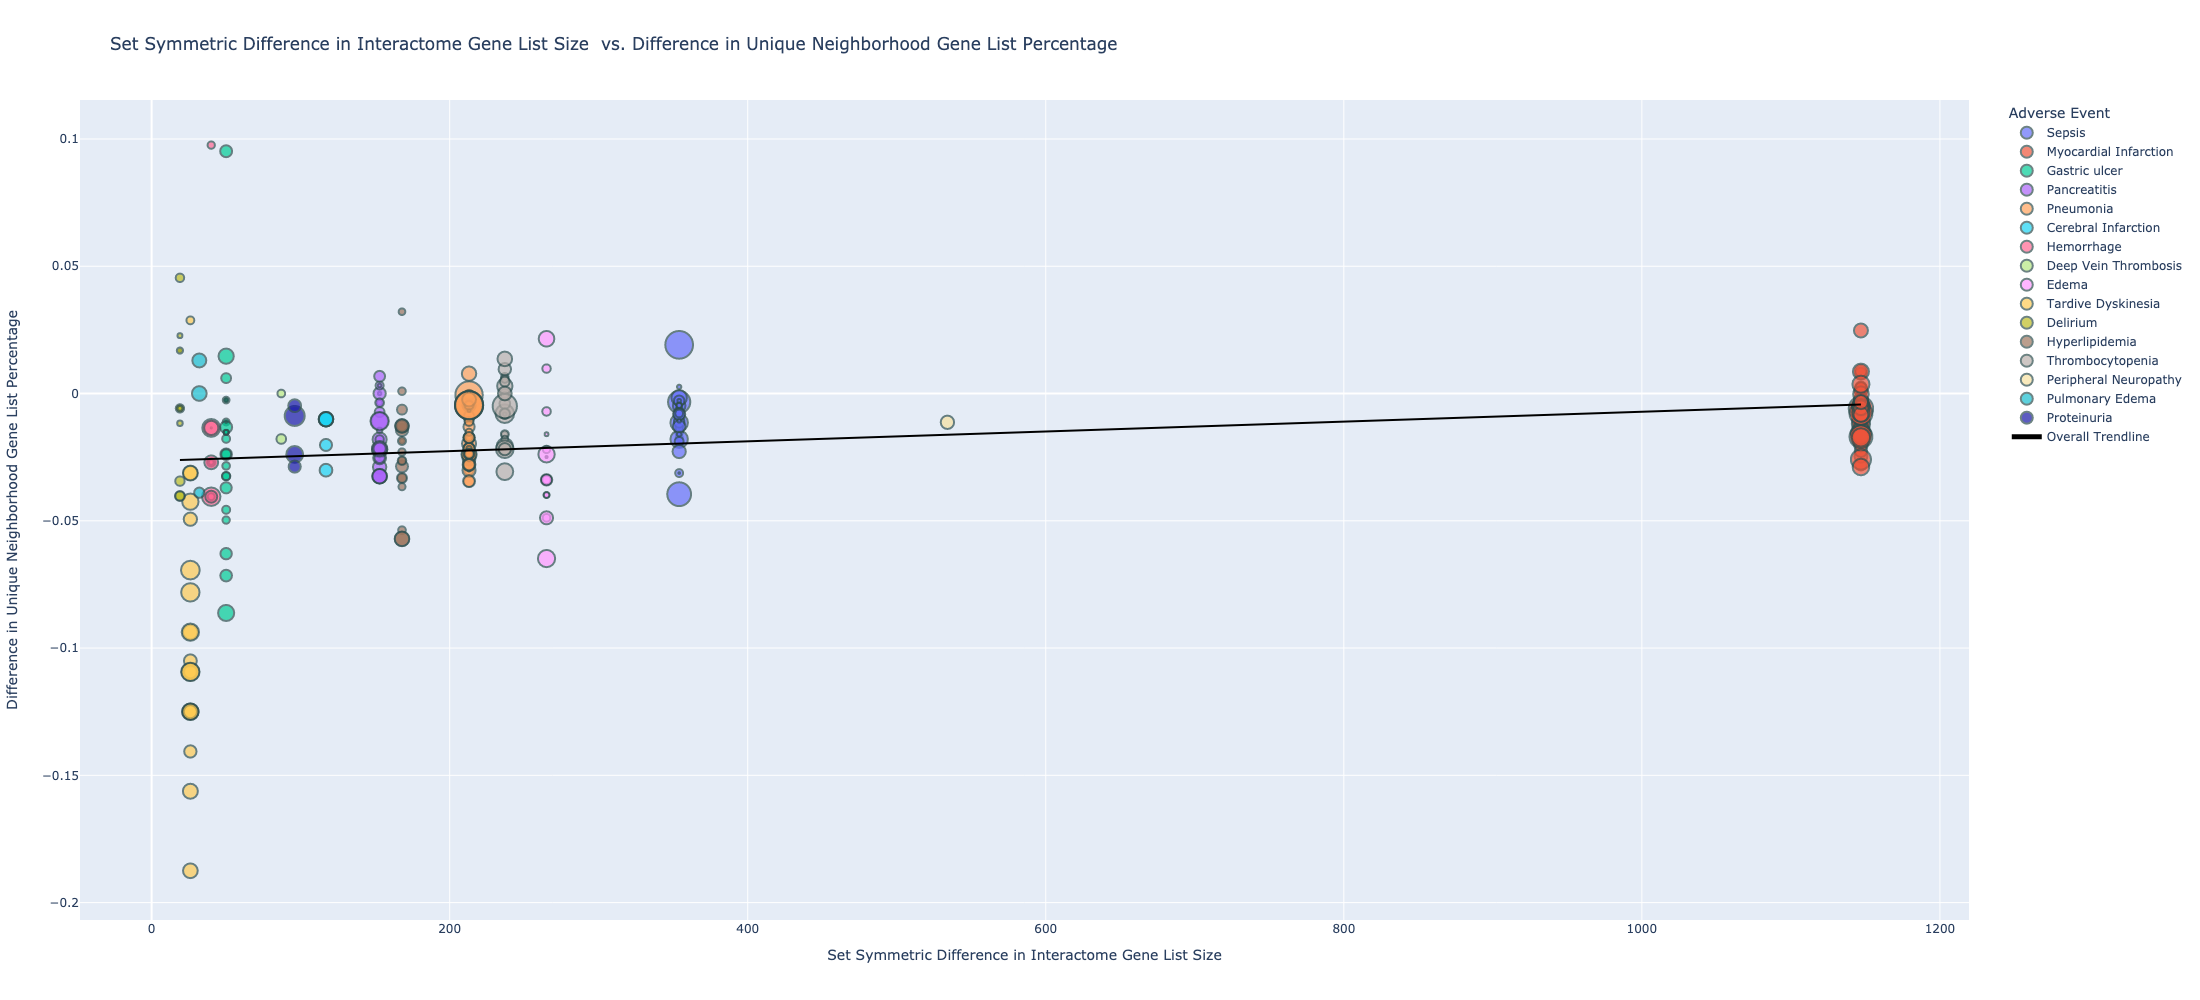 Set Symmetric Difference in Interactome Gene List Size  vs. Difference in Unique Neighborhood Gene List Percentage
Difference in Unique Neighborhood Gene List Percentage
0.1
0.05
0
−0.05
−0.1
−0.15
−0.2
0
200
400
600
800
1000
1200
Set Symmetric Difference in Interactome Gene List Size
Adverse Event
Sepsis
Myocardial Infarction
Gastric ulcer
Pancreatitis
Pneumonia
Cerebral Infarction
Hemorrhage
Deep Vein Thrombosis
Edema
Tardive Dyskinesia
Delirium
Hyperlipidemia
Thrombocytopenia
Peripheral Neuropathy
Pulmonary Edema
Proteinuria
Overall Trendline